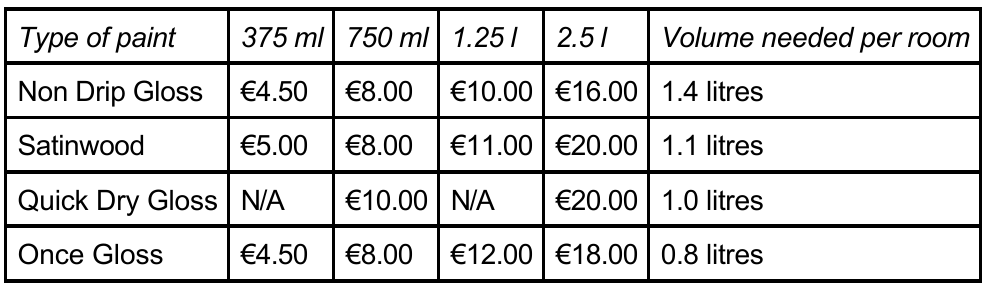 Type of paint 375 ml 750 ml 1.25 l 2.5 l Volume needed per room
Non Drip Gloss €4.50 €8.00 €10.00 €16.00 1.4 litres
Satinwood €5.00 €8.00 €11.00 €20.00 1.1 litres
Quick Dry Gloss N/A €10.00 N/A €20.00 1.0 litres
Once Gloss €4.50 €8.00 €12.00 €18.00 0.8 litres